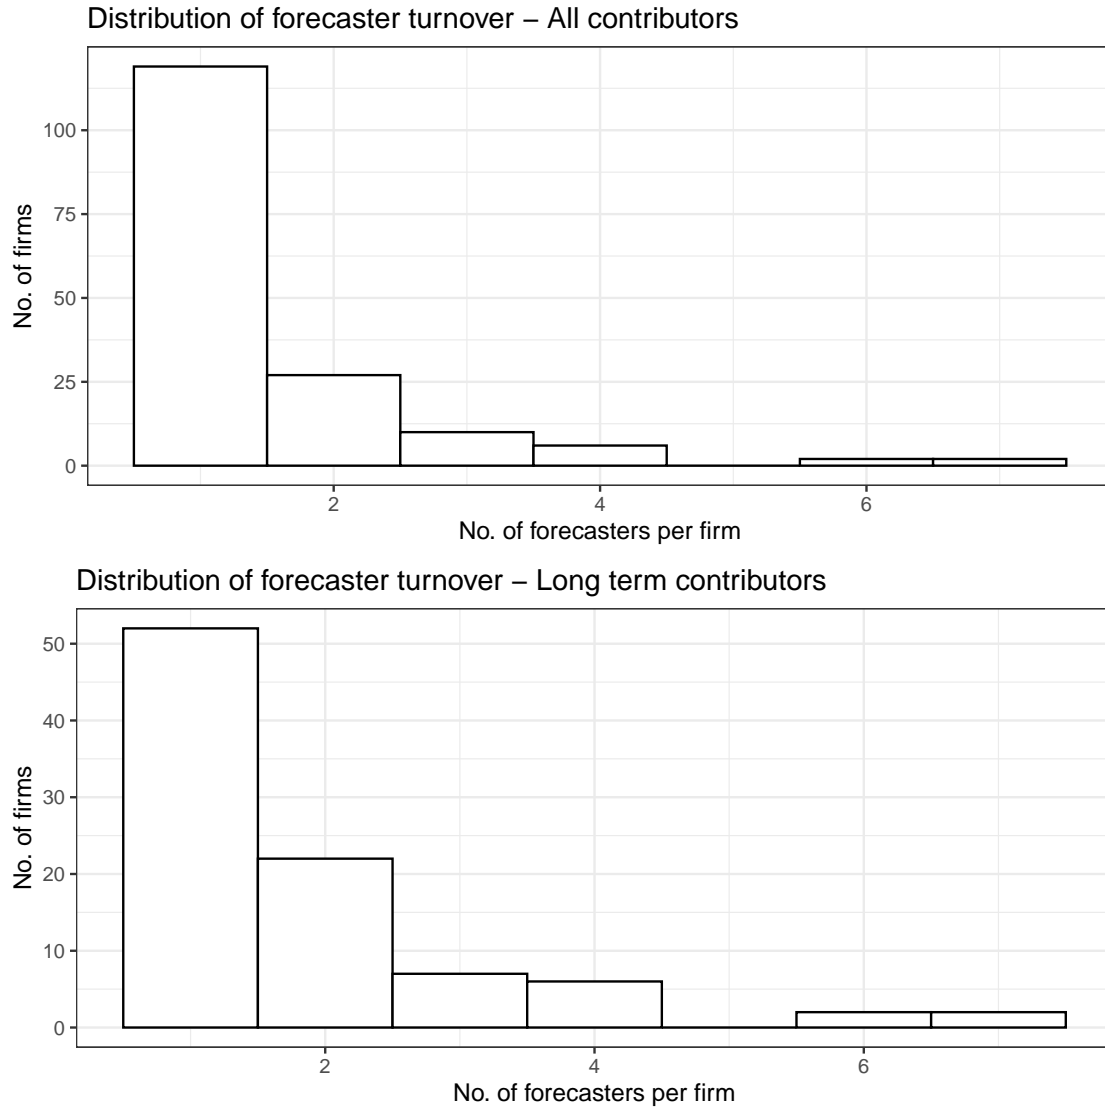 Distribution of forecaster turnover – All contributors
100
75
50
25
0
No. of firms
2
4
6
No. of forecasters per firm
Distribution of forecaster turnover – Long term contributors
50
40
30
20
10
0
No. of firms
2
4
6
No. of forecasters per firm